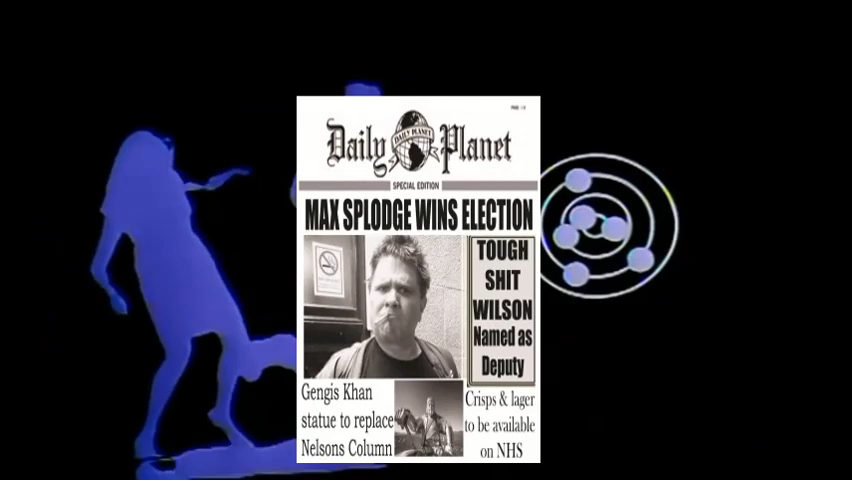 Daily Planet
DAILY PLANET
SPECIAL EDITION
MAX SPLODGE WINS ELECTION
TOUGH
SHIT
WILSON
Named as
Deputy
Gengis Khan
statue to replace
Nelsons Column
Crisps & lager
to be available
on NHS